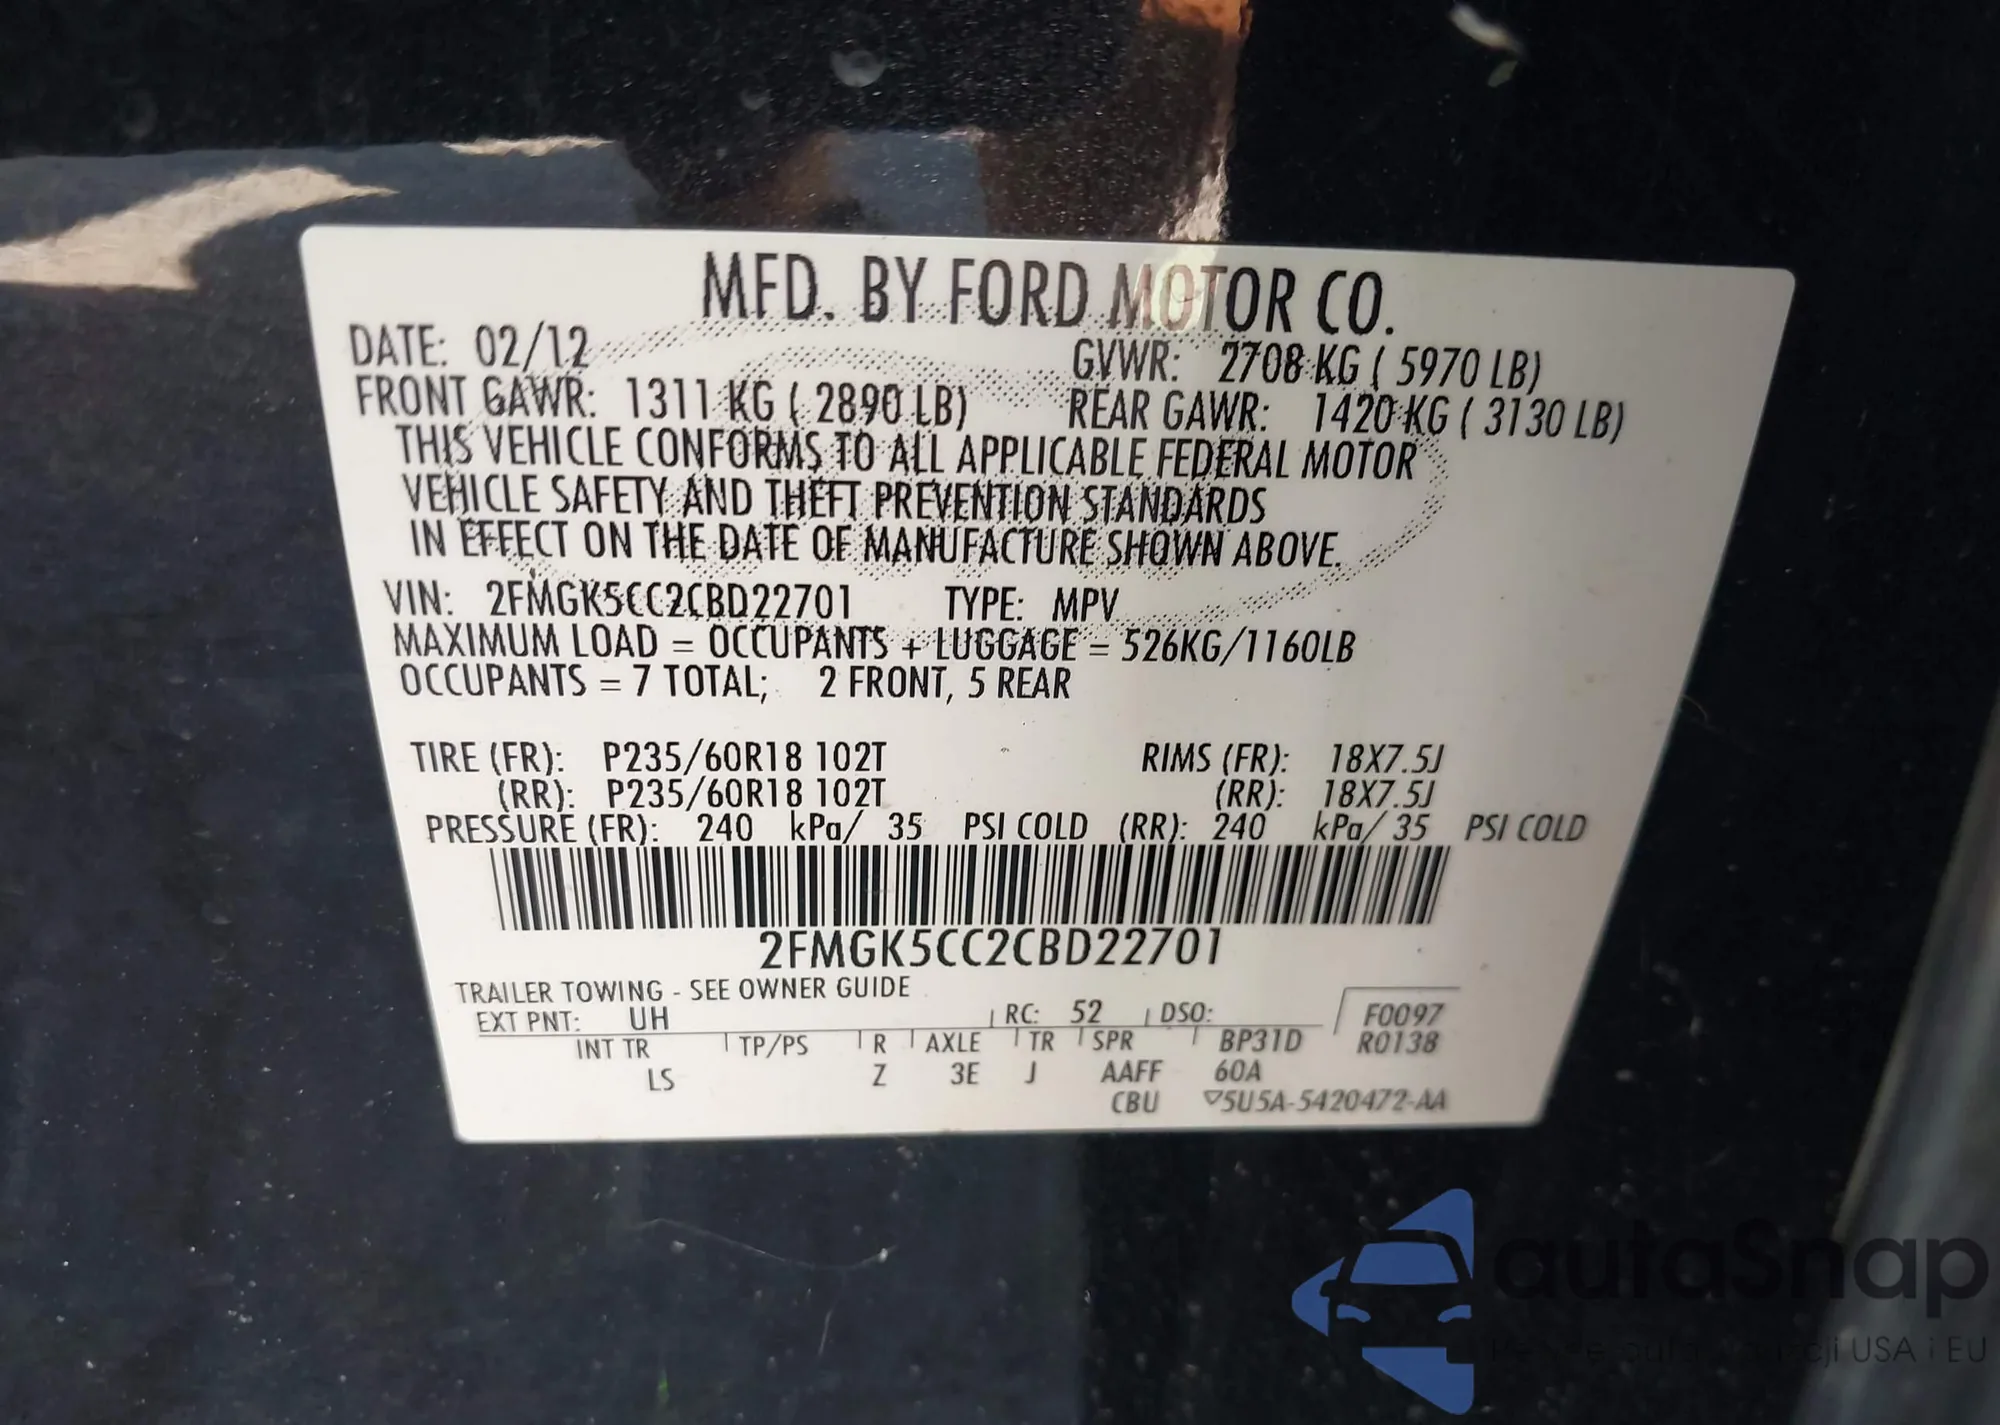 MFD. BY FORD MOTOR CO.
DATE: 02/12 GVWR: 2708 KG ( 5970 LB)
FRONT GAWR: 1311 KG ( 2890 LB) REAR GAWR: 1420 KG ( 3130 LB)
THIS VEHICLE CONFORMS TO ALL APPLICABLE FEDERAL MOTOR
VEHICLE SAFETY AND THEFT PREVENTION STANDARDS
IN EFFECT ON THE DATE OF MANUFACTURE SHOWN ABOVE.
VIN: 2FMGK5CC2CBD22701 TYPE: MPV
MAXIMUM LOAD = OCCUPANTS + LUGGAGE = 526KG/1160LB
OCCUPANTS = 7 TOTAL; 2 FRONT, 5 REAR
TIRE (FR): P235/60R18 102T RIMS (FR): 18X7.5J
(RR): P235/60R18 102T (RR): 18X7.5J
PRESSURE (FR): 240 kPa/ 35 PSI COLD (RR): 240 kPa/ 35 PSI COLD
2FMGK5CC2CBD22701
TRAILER TOWING - SEE OWNER GUIDE
EXT PNT: UH RC: 52 DSO: F0097
INT TR TP/PS R AXLE TR SPR BP31D R0138
LS Z 3E J AAFF 60A
CBU ▽5U5A-5420472-AA
autaSnap
USA i EU